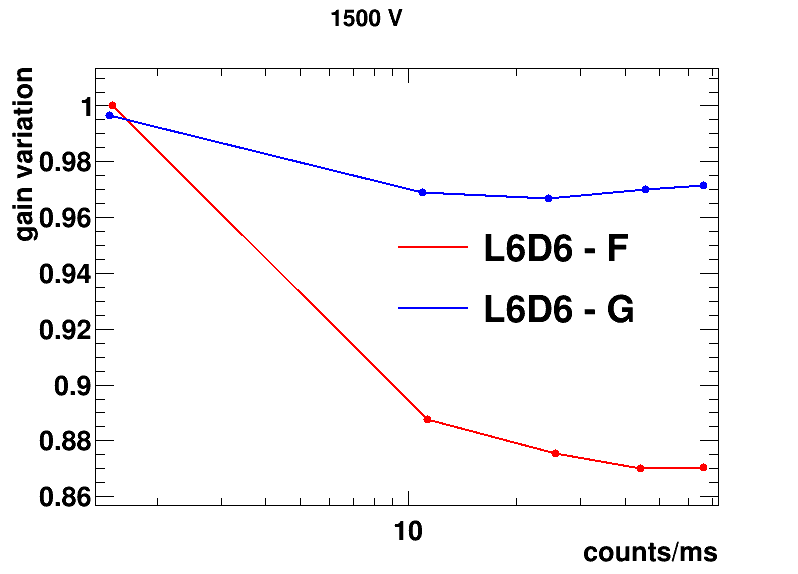 1500 V
gain variation
1
0.98
0.96
0.94
0.92
0.9
0.88
0.86
L6D6 - F
L6D6 - G
10
counts/ms